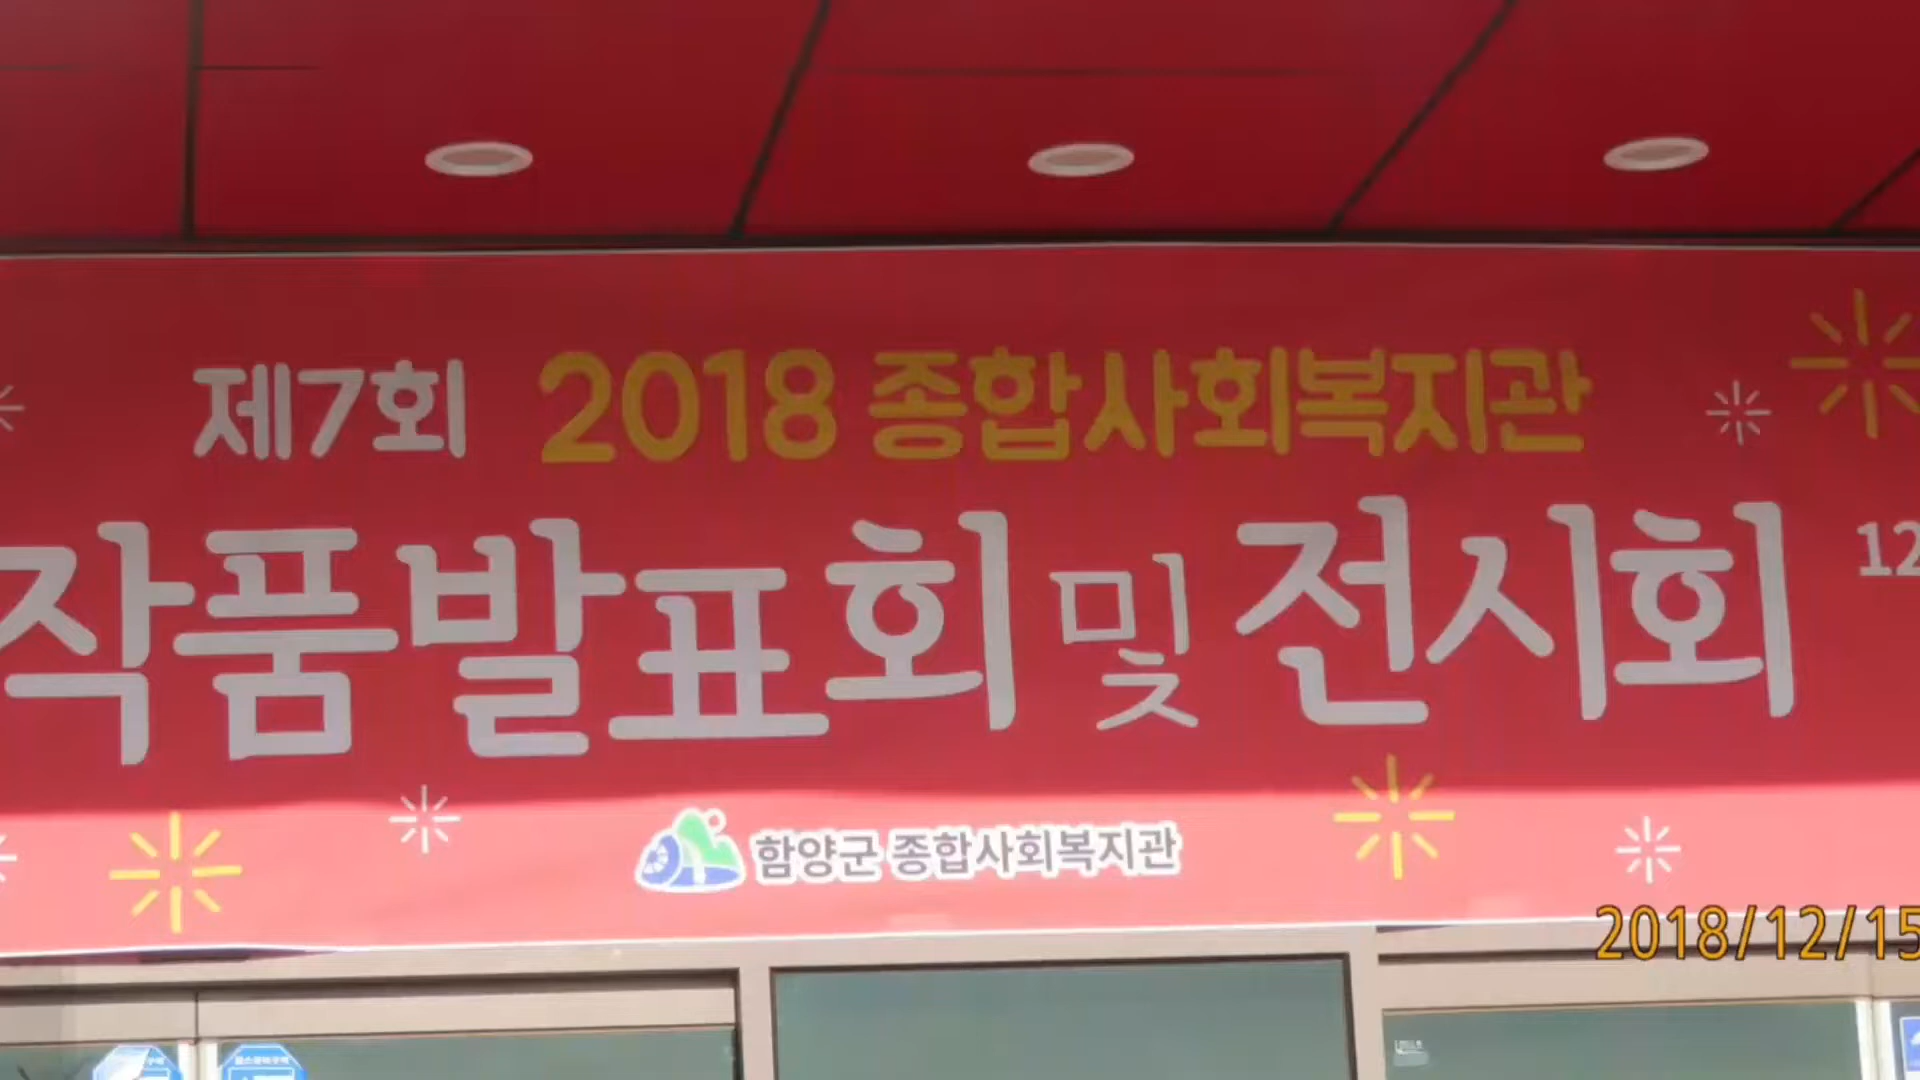 제7회 2018 종합사회복지관
작품발표회 및 전시회
12
함양군 종합사회복지관
2018/12/15